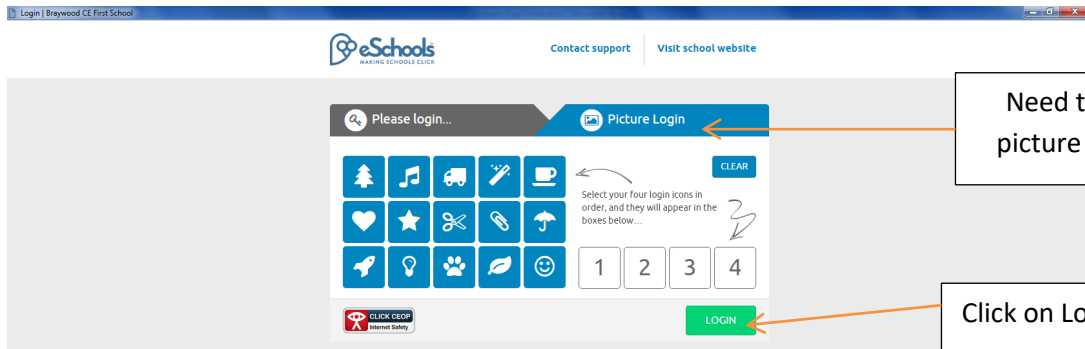 Login | Braywood CE First School
eSchools
MAKING SCHOOLS CLICK
Contact support
Visit school website
Please login...
Picture Login
CLEAR
Select your four login icons in
order, and they will appear in the
boxes below...
1 2 3 4
CLICK CEOP
Internet Safety
LOGIN
Need t
picture
Click on Lo